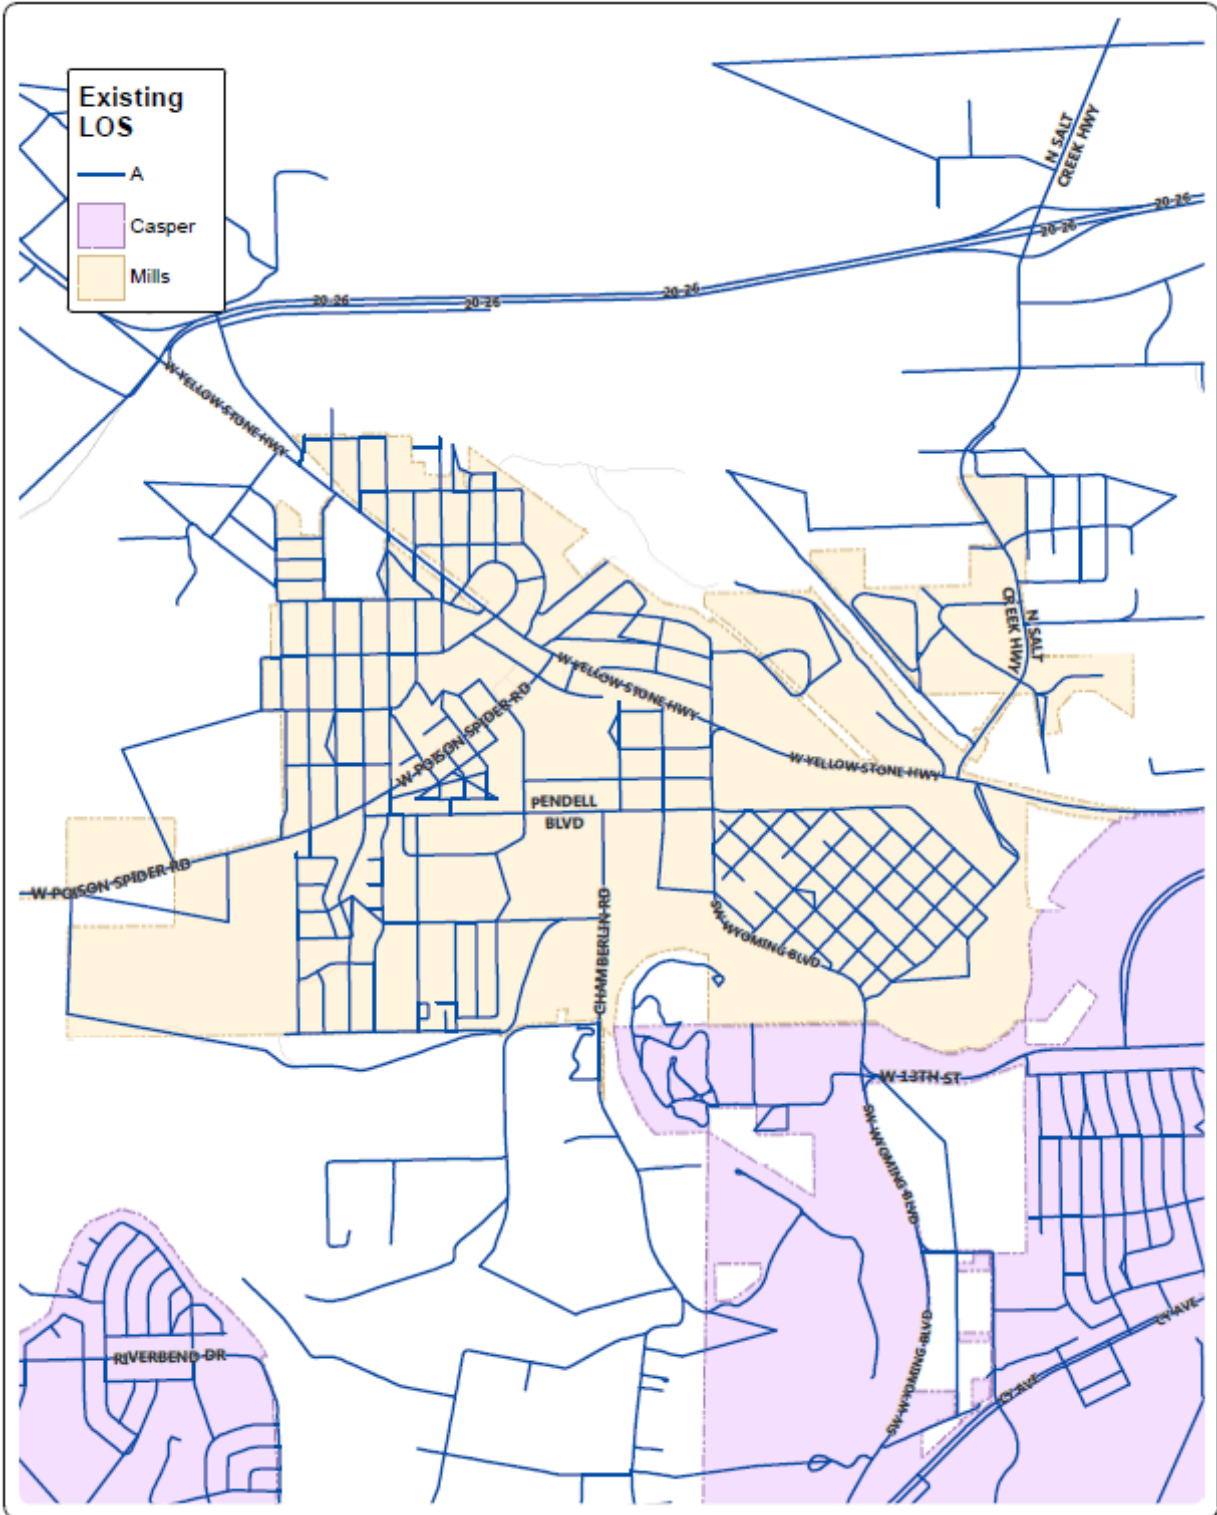 Existing
LOS
A
Casper
Mills
N SALT
CREEK HWY
20-26
20-26
20-26
20-26
20-26
W YELLOWSTONE HWY
N SALT
CREEK HWY
W YELLOWSTONE HWY
W POISON SPIDER RD
W YELLOWSTONE HWY
PENDELL
BLVD
W POISON SPIDER RD
CHAMBERLIN RD
SW WYOMING BLVD
W 13TH ST
SW WYOMING BLVD
CY AVE
RIVERBEND DR
SW WYOMING BLVD
CY AVE